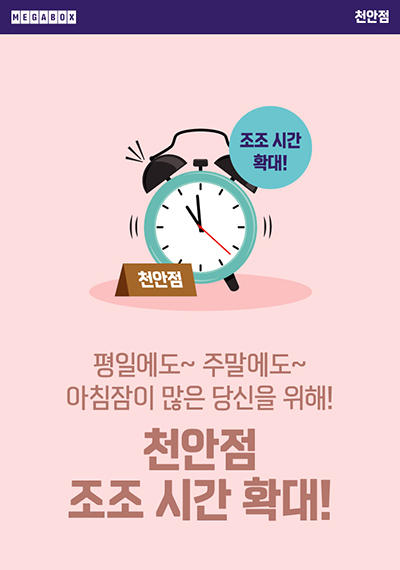 MEGABOX
천안점
조조 시간
확대!
천안점
평일에도~ 주말에도~
아침잠이 많은 당신을 위해!
천안점
조조 시간 확대!